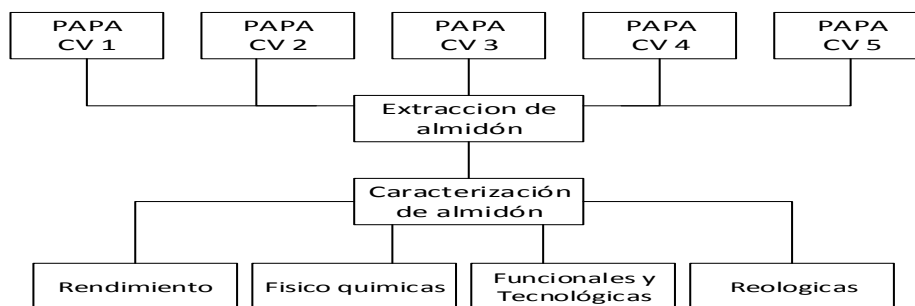 PAPA
CV 1
PAPA
CV 2
PAPA
CV 3
PAPA
CV 4
PAPA
CV 5
Extraccion de
almidón
Caracterización
de almidón
Rendimiento
Fisico quimicas
Funcionales y
Tecnológicas
Reologicas